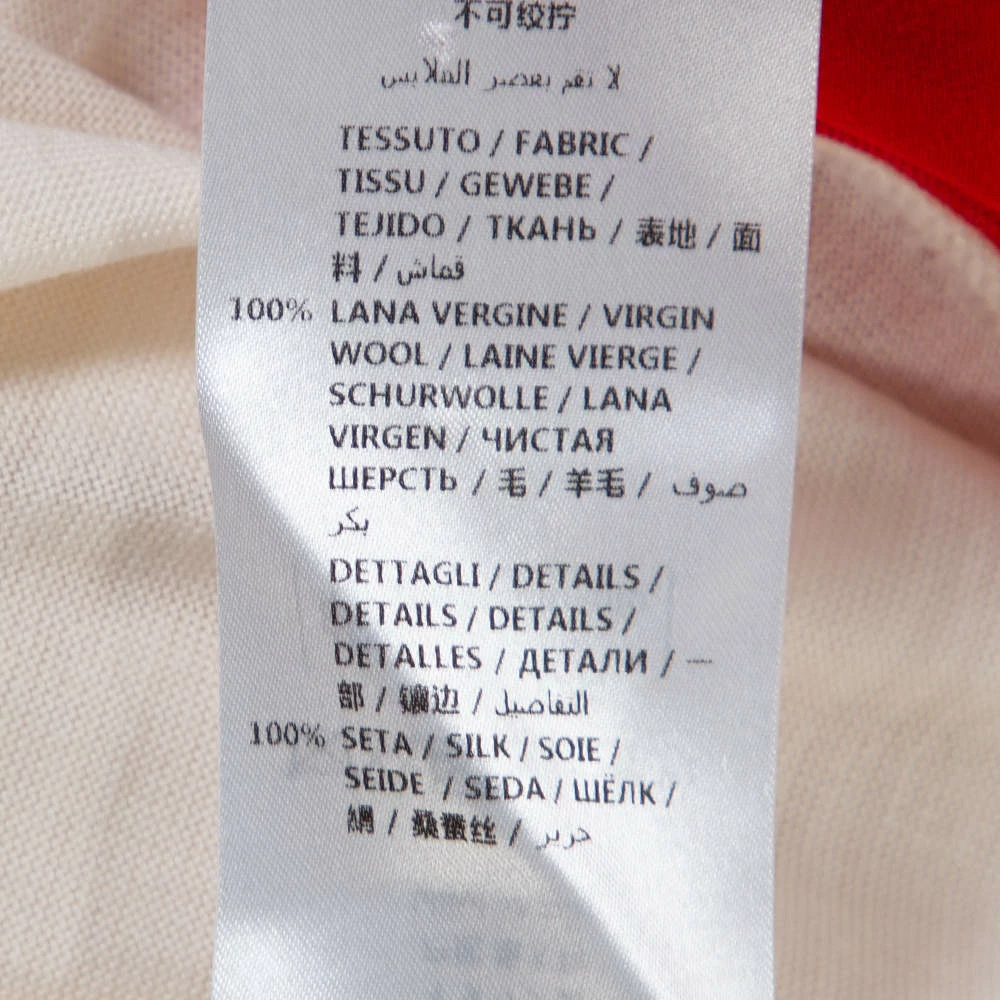 不可绞拧
لا تقم بعصر الملابس
TESSUTO / FABRIC /
TISSU / GEWEBE /
TEJIDO / ТКАНЬ / 表地 / 面
料 / قماش
100% LANA VERGINE / VIRGIN
WOOL / LAINE VIERGE /
SCHURWOLLE / LANA
VIRGEN / ЧИСТАЯ
ШЕРСТЬ / 毛 / 羊毛 / صوف
بكر
DETTAGLI / DETAILS /
DETAILS / DETAILS /
DETALLES / ДЕТАЛИ / 一
部 / 镶边 / التفاصيل
100% SETA / SILK / SOIE /
SEIDE / SEDA / ШЁЛК /
絹 / 桑蚕丝 / حرير